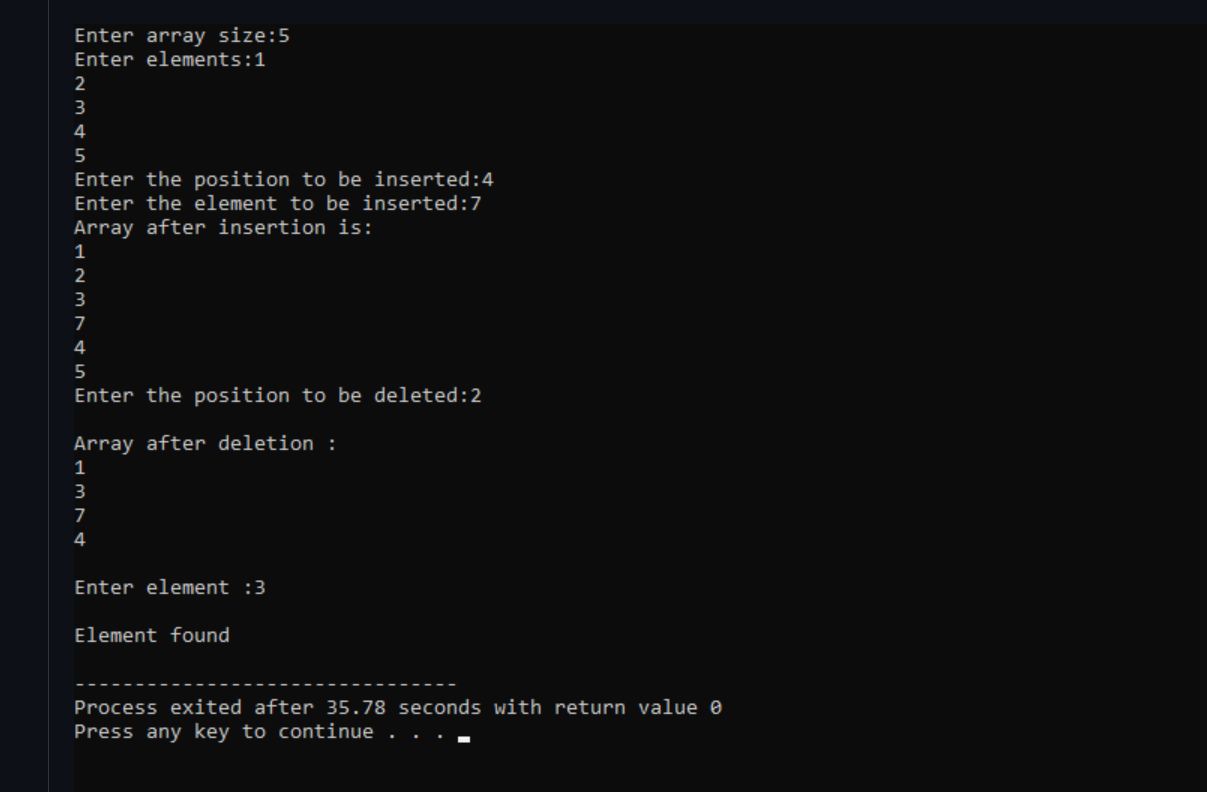 Enter array size:5
Enter elements:1
2
3
4
5
Enter the position to be inserted:4
Enter the element to be inserted:7
Array after insertion is:
1
2
3
7
4
5
Enter the position to be deleted:2
Array after deletion :
1
3
7
4
Enter element :3
Element found
--------------------------------
Process exited after 35.78 seconds with return value 0
Press any key to continue . . .